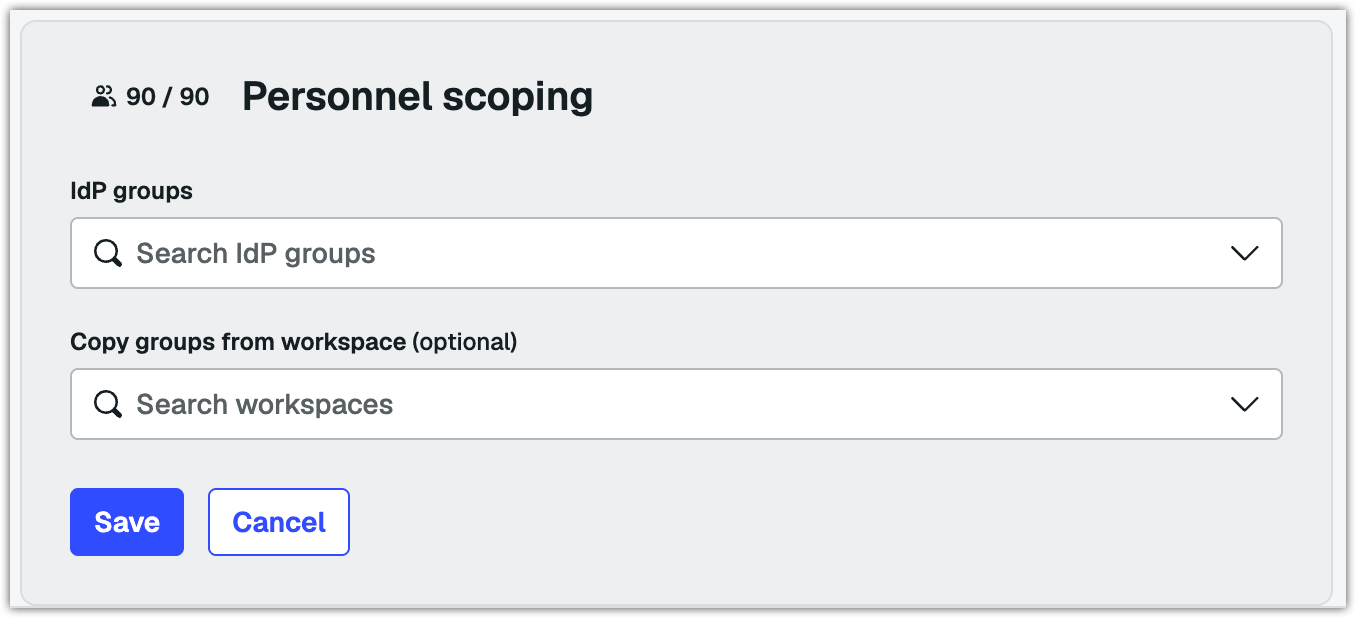 90 / 90 Personnel scoping
IdP groups
Search IdP groups
Copy groups from workspace (optional)
Search workspaces
Save Cancel